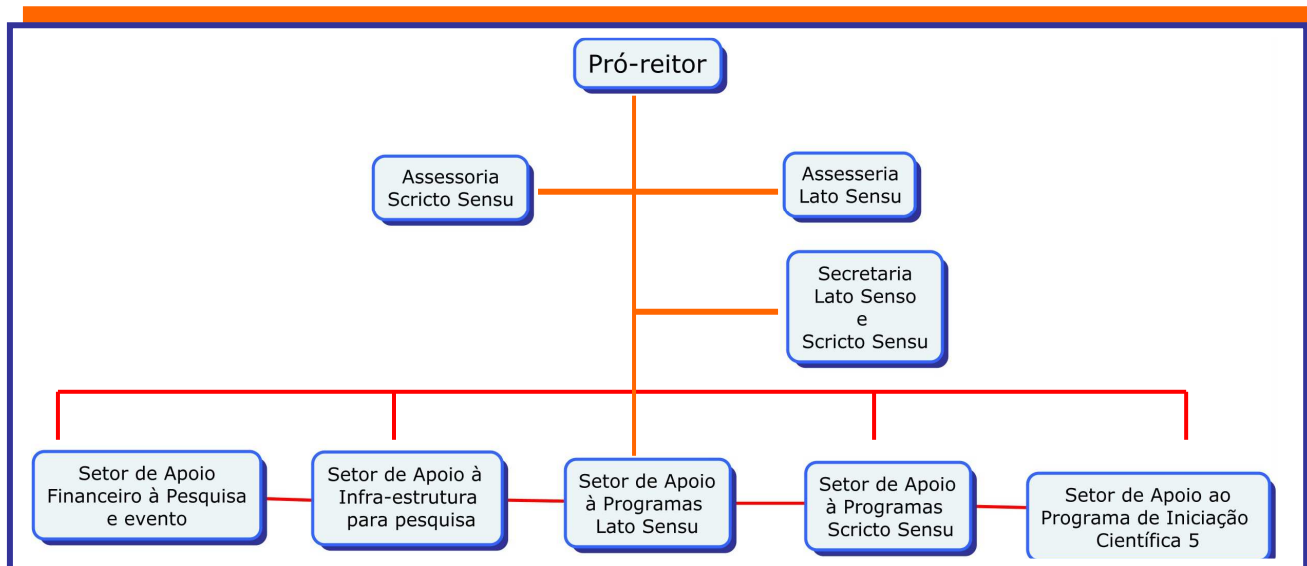 Pró-reitor
Assessoria
Scricto Sensu
Assesseria
Lato Sensu
Secretaria
Lato Senso
e
Scricto Sensu
Setor de Apoio
Financeiro à Pesquisa
e evento
Setor de Apoio à
Infra-estrutura
para pesquisa
Setor de Apoio
à Programas
Lato Sensu
Setor de Apoio
à Programas
Scricto Sensu
Setor de Apoio ao
Programa de Iniciação
Científica 5